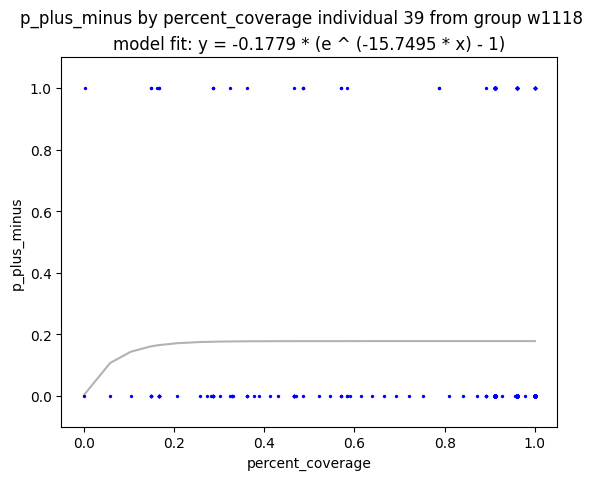 p_plus_minus by percent_coverage individual 39 from group w1118
model fit: y = -0.1779 * (e ^ (-15.7495 * x) - 1)
1.0
0.8
0.6
0.4
0.2
0.0
p_plus_minus
0.0 0.2 0.4 0.6 0.8 1.0
percent_coverage